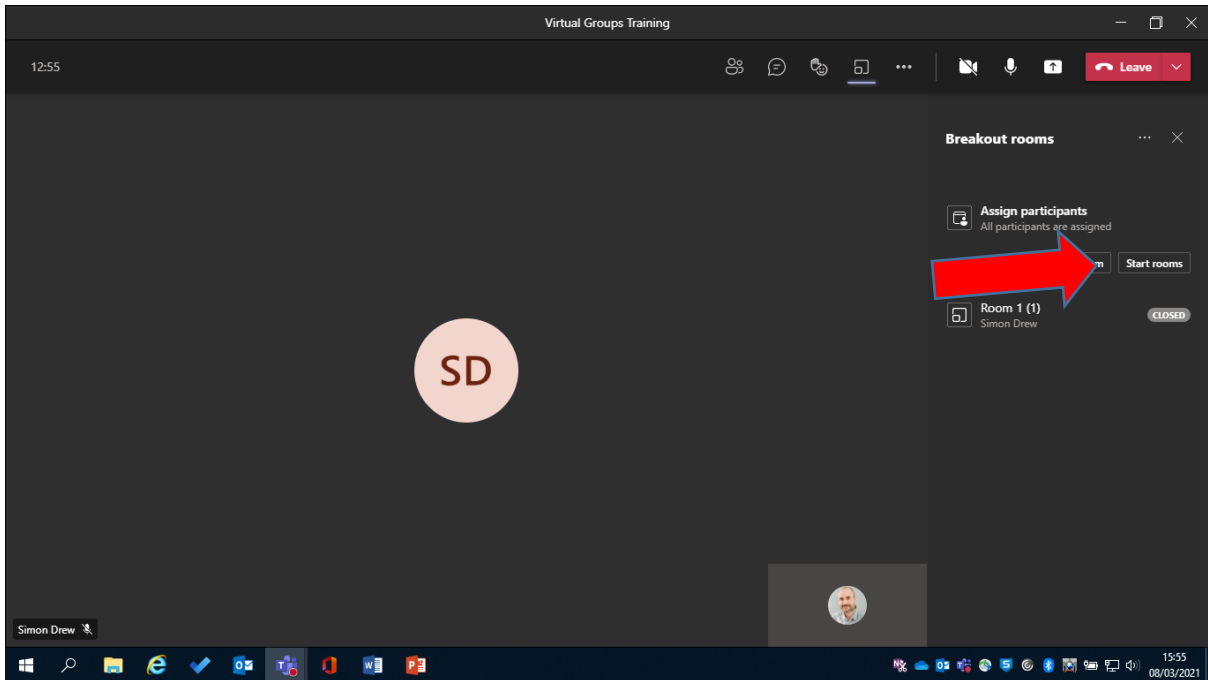 Virtual Groups Training
12:55
Leave
Breakout rooms
Assign participants
All participants are assigned
Start rooms
Room 1 (1)
Simon Drew
CLOSED
SD
Simon Drew
15:55
08/03/2021